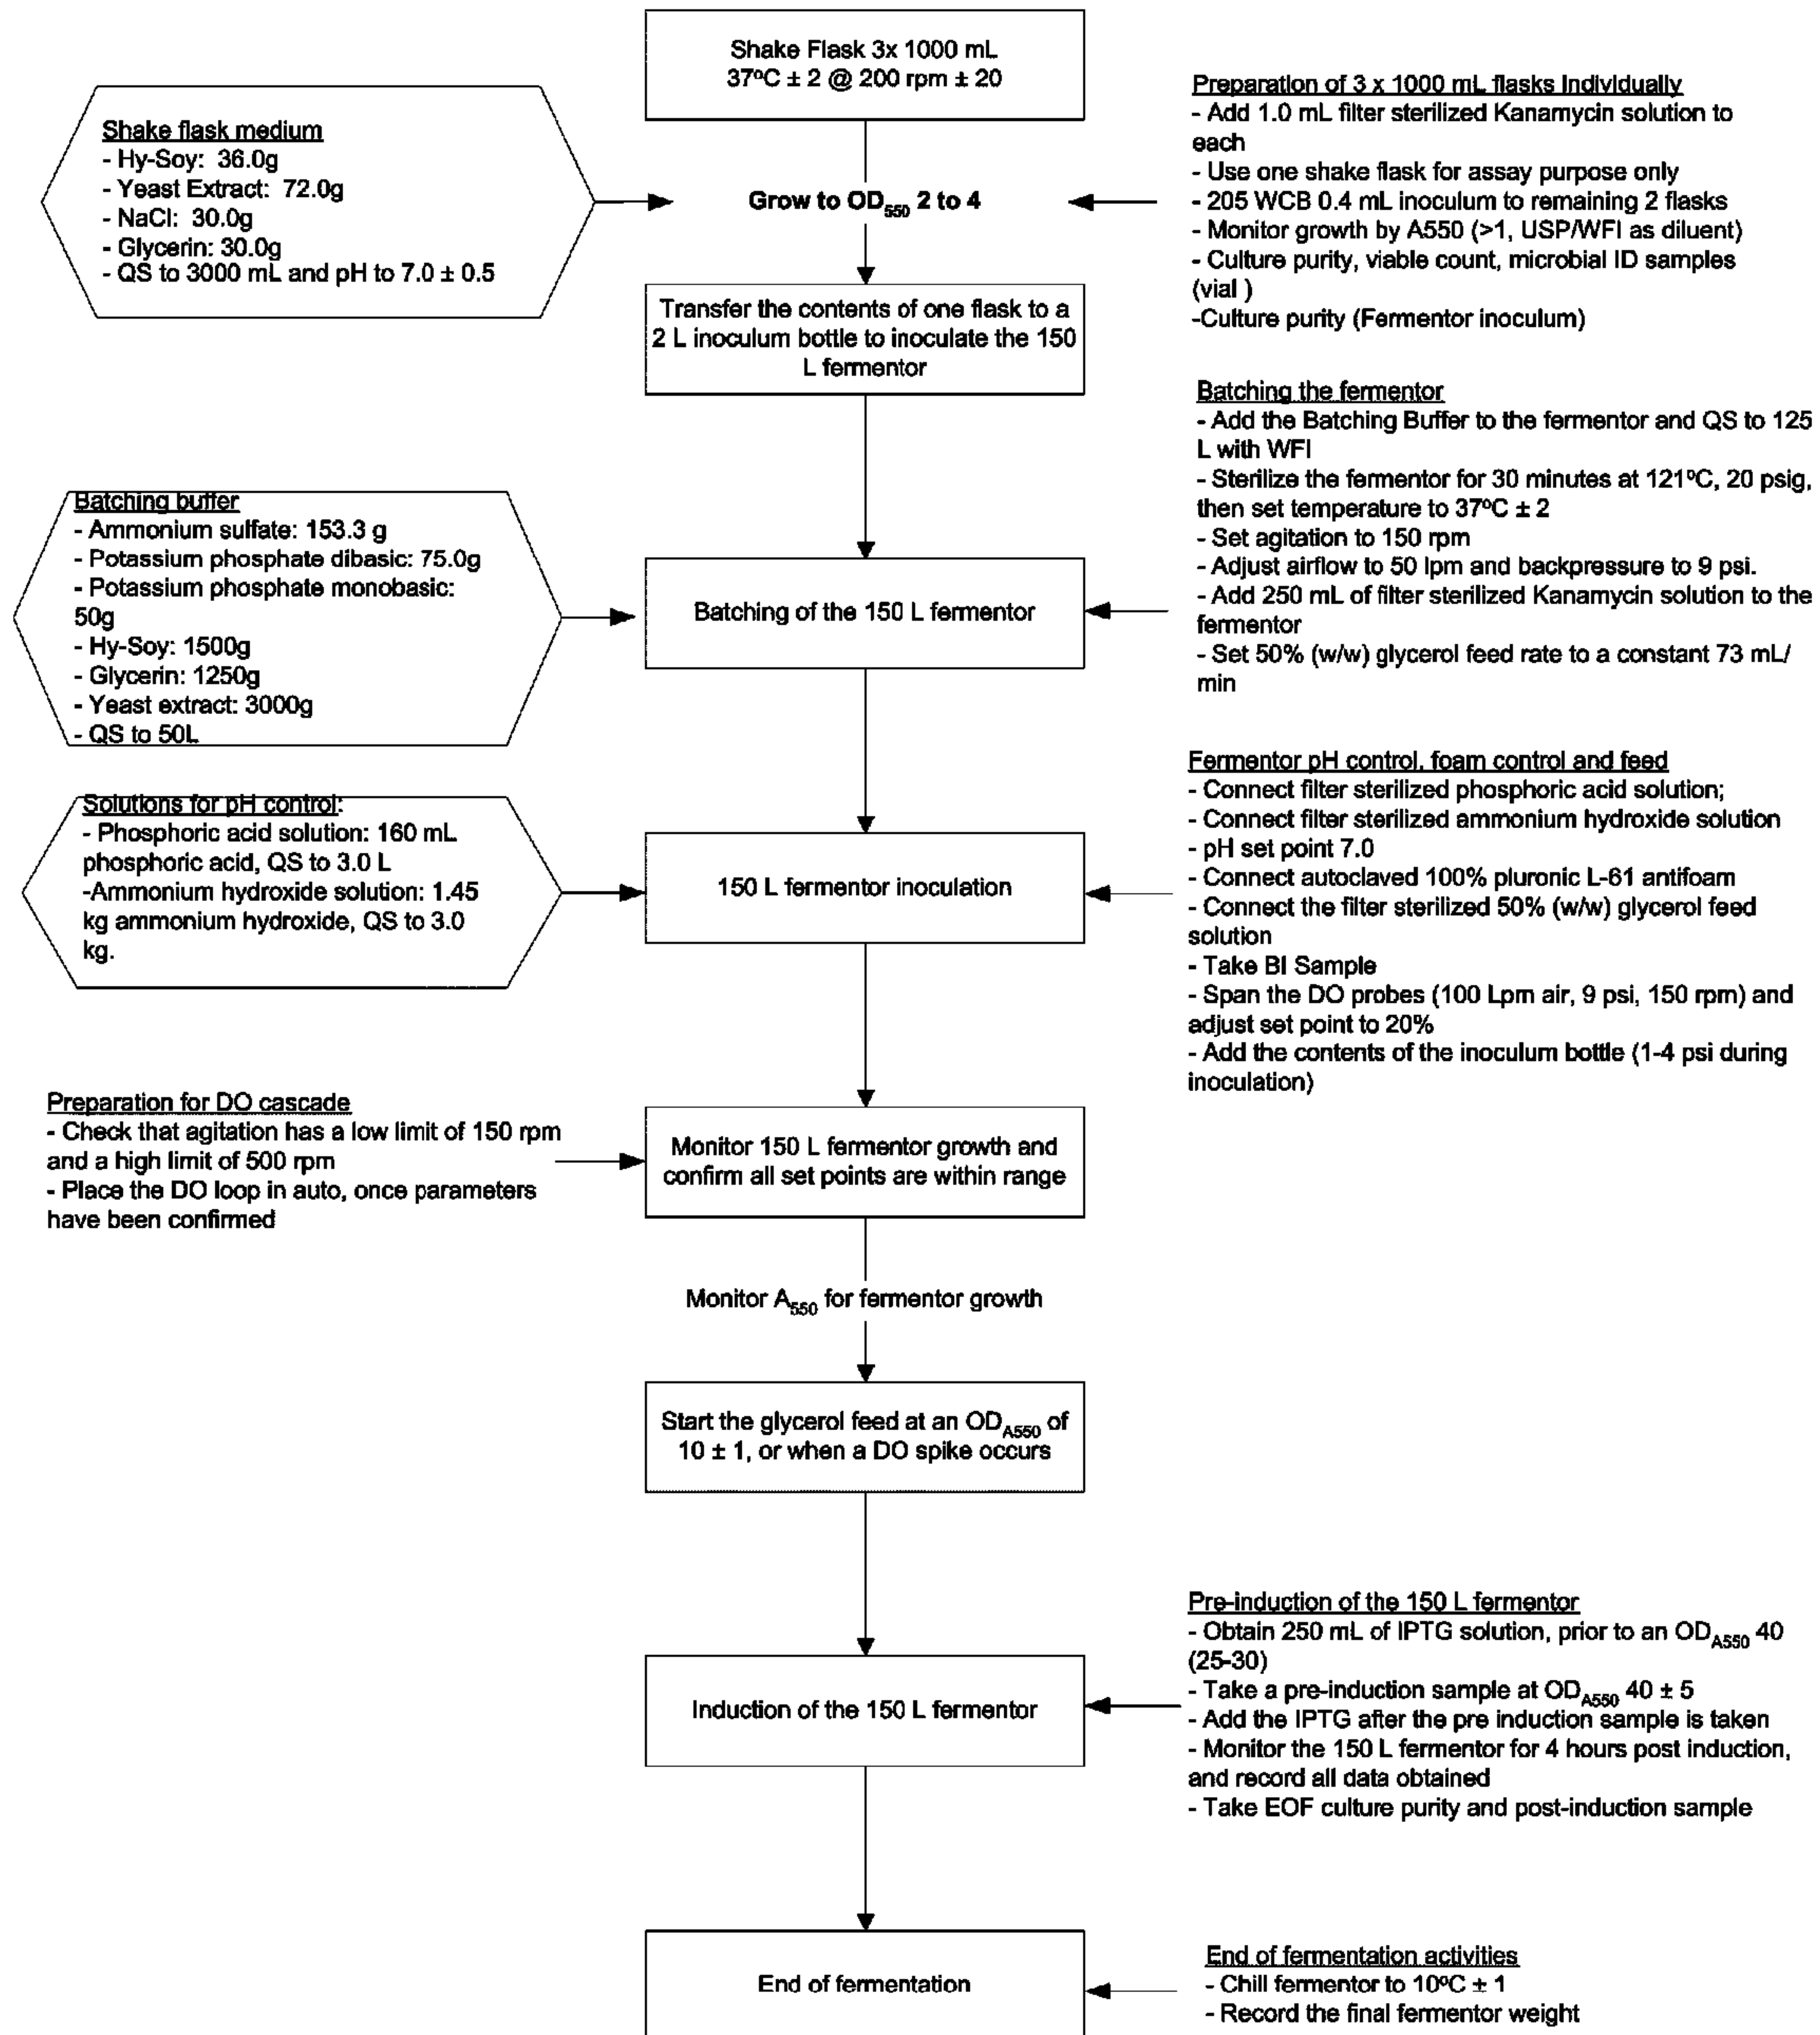 Shake Flask 3x 1000 mL
37ºC ± 2 @ 200 rpm ± 20
Shake flask medium
- Hy-Soy: 36.0g
- Yeast Extract: 72.0g
- NaCl: 30.0g
- Glycerin: 30.0g
- QS to 3000 mL and pH to 7.0 ± 0.5
Grow to OD550 2 to 4
Preparation of 3 x 1000 mL flasks Individually
- Add 1.0 mL filter sterilized Kanamycin solution to
each
- Use one shake flask for assay purpose only
- 205 WCB 0.4 mL inoculum to remaining 2 flasks
- Monitor growth by A550 (>1, USP/WFI as diluent)
- Culture purity, viable count, microbial ID samples
(vial )
-Culture purity (Fermentor inoculum)
Transfer the contents of one flask to a
2 L inoculum bottle to inoculate the 150
L fermentor
Batching buffer
- Ammonium sulfate: 153.3 g
- Potassium phosphate dibasic: 75.0g
- Potassium phosphate monobasic:
50g
- Hy-Soy: 1500g
- Glycerin: 1250g
- Yeast extract: 3000g
- QS to 50L
Batching of the 150 L fermentor
Batching the fermentor
- Add the Batching Buffer to the fermentor and QS to 125
L with WFI
- Sterilize the fermentor for 30 minutes at 121ºC, 20 psig,
then set temperature to 37ºC ± 2
- Set agitation to 150 rpm
- Adjust airflow to 50 lpm and backpressure to 9 psi.
- Add 250 mL of filter sterilized Kanamycin solution to the
fermentor
- Set 50% (w/w) glycerol feed rate to a constant 73 mL/
min
Solutions for pH control:
- Phosphoric acid solution: 160 mL
phosphoric acid, QS to 3.0 L
-Ammonium hydroxide solution: 1.45
kg ammonium hydroxide, QS to 3.0
kg.
150 L fermentor inoculation
Fermentor pH control, foam control and feed
- Connect filter sterilized phosphoric acid solution;
- Connect filter sterilized ammonium hydroxide solution
- pH set point 7.0
- Connect autoclaved 100% pluronic L-61 antifoam
- Connect the filter sterilized 50% (w/w) glycerol feed
solution
- Take BI Sample
- Span the DO probes (100 Lpm air, 9 psi, 150 rpm) and
adjust set point to 20%
- Add the contents of the inoculum bottle (1-4 psi during
inoculation)
Preparation for DO cascade
- Check that agitation has a low limit of 150 rpm
and a high limit of 500 rpm
- Place the DO loop in auto, once parameters
have been confirmed
Monitor 150 L fermentor growth and
confirm all set points are within range
Monitor A550 for fermentor growth
Start the glycerol feed at an ODA550 of
10 ± 1, or when a DO spike occurs
Induction of the 150 L fermentor
Pre-induction of the 150 L fermentor
- Obtain 250 mL of IPTG solution, prior to an ODA550 40
(25-30)
- Take a pre-induction sample at ODA550 40 ± 5
- Add the IPTG after the pre induction sample is taken
- Monitor the 150 L fermentor for 4 hours post induction,
and record all data obtained
- Take EOF culture purity and post-induction sample
End of fermentation
End of fermentation activities
- Chill fermentor to 10ºC ± 1
- Record the final fermentor weight